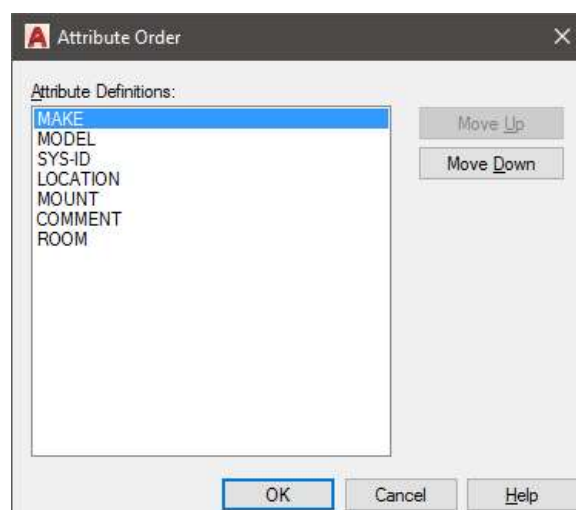 Attribute Order
Attribute Definitions:
MAKE
MODEL
SYS-ID
LOCATION
MOUNT
COMMENT
ROOM
Move Up
Move Down
OK
Cancel
Help